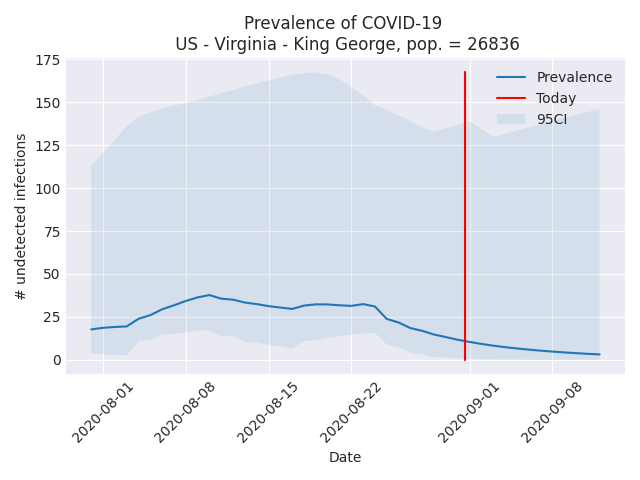 Prevalence of COVID-19
US - Virginia - King George, pop. = 26836
175
150
125
100
75
50
25
0
# undetected infections
Prevalence
Today
95CI
2020-08-01
2020-08-08
2020-08-15
2020-08-22
2020-09-01
2020-09-08
Date